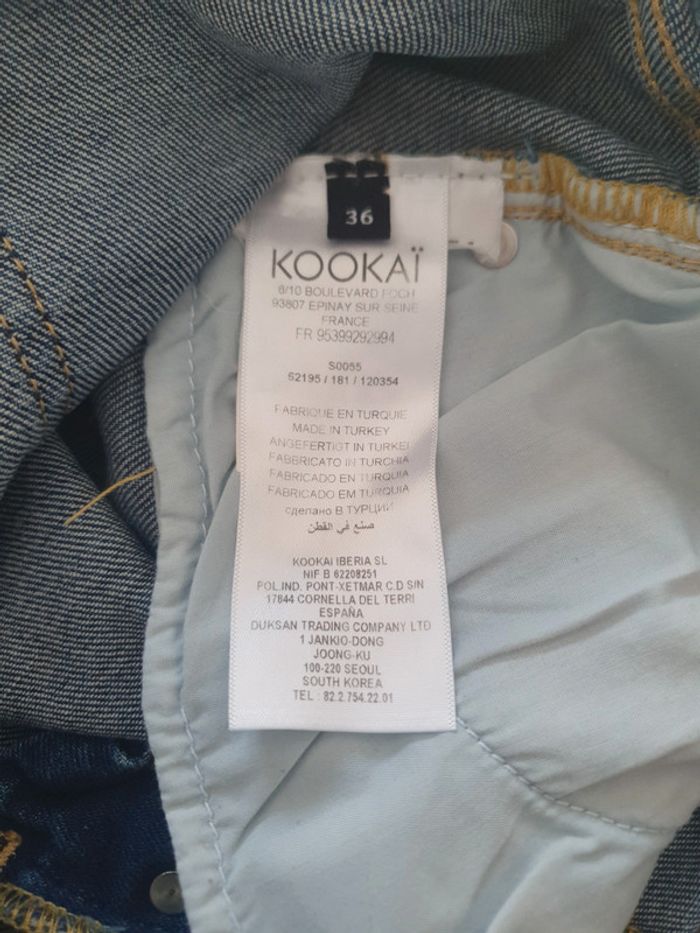 36
KOOKAÏ
6/10 BOULEVARD FOCH
93807 EPINAY SUR SEINE
FRANCE
FR 95399292994
S0055
62195 / 181 / 120354
FABRIQUE EN TURQUIE
MADE IN TURKEY
ANGEFERTIGT IN TURKEI
FABBRICATO IN TURCHIA
FABRICADO EN TURQUIA
FABRICADO EM TURQUIA
сделано В ТУРЦИИ
صنع في القطن
KOOKAI IBERIA SL
NIF B 62208251
POL.IND. PONT-XETMAR C.D S/N
17844 CORNELLA DEL TERRI
ESPAÑA
DUKSAN TRADING COMPANY LTD
1 JANKIO-DONG
JOONG-KU
100-220 SEOUL
SOUTH KOREA
TEL : 82.2.754.22.01